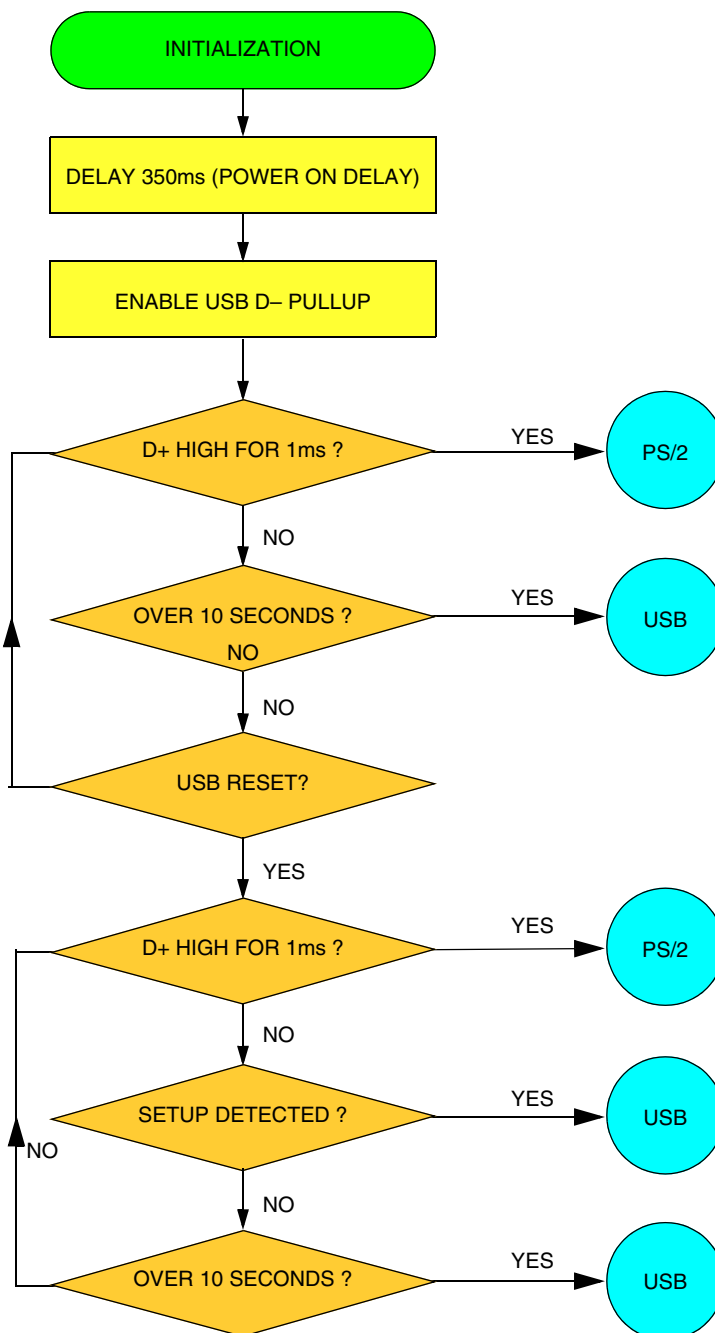 INITIALIZATION
DELAY 350ms (POWER ON DELAY)
ENABLE USB D– PULLUP
D+ HIGH FOR 1ms ?
YES
PS/2
NO
OVER 10 SECONDS ?
YES
USB
NO
NO
USB RESET?
YES
D+ HIGH FOR 1ms ?
YES
PS/2
NO
SETUP DETECTED ?
YES
USB
NO
NO
OVER 10 SECONDS ?
YES
USB